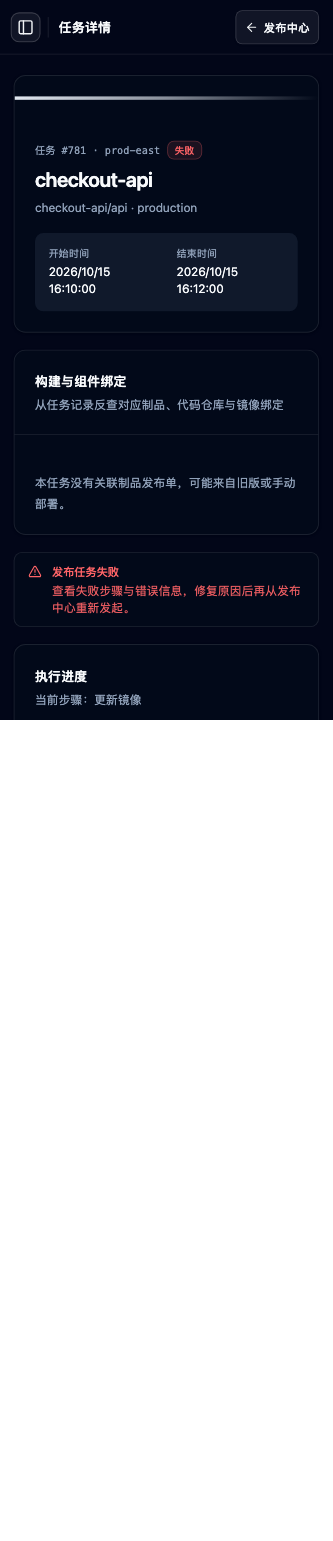 任务详情
发布中心
任务 #781 · prod-east 失败
checkout-api
checkout-api/api · production
开始时间
2026/10/15
16:10:00
结束时间
2026/10/15
16:12:00
构建与组件绑定
从任务记录反查对应制品、代码仓库与镜像绑定
本任务没有关联制品发布单，可能来自旧版或手动
部署。
发布任务失败
查看失败步骤与错误信息，修复原因后再从发布
中心重新发起。
执行进度
当前步骤：更新镜像